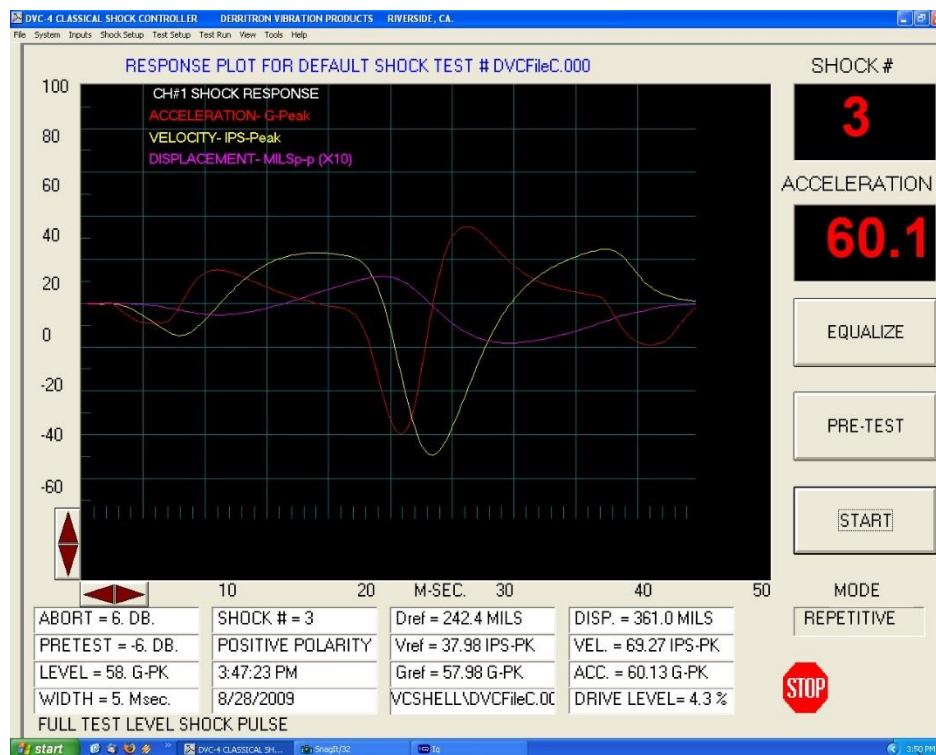 DVC-4 CLASSICAL SHOCK CONTROLLER DERRITRON VIBRATION PRODUCTS RIVERSIDE, CA.
File System Inputs Shock Setup Test Setup Test Run View Tools Help
RESPONSE PLOT FOR DEFAULT SHOCK TEST # DVCFileC.000
SHOCK #
3
ACCELERATION
60.1
100
80
60
40
20
0
-20
-40
-60
CH#1 SHOCK RESPONSE
ACCELERATION- G-Peak
VELOCITY- IPS-Peak
DISPLACEMENT- MILSp-p (X10)
EQUALIZE
PRE-TEST
START
10 20 M-SEC. 30 40 50
MODE
REPETITIVE
STOP
ABORT = 6. DB. SHOCK # = 3 Dref = 242.4 MILS DISP. = 361.0 MILS
PRETEST = -6. DB. POSITIVE POLARITY Vref = 37.98 IPS-PK VEL. = 69.27 IPS-PK
LEVEL = 58. G-PK 3:47:23 PM Gref = 57.98 G-PK ACC. = 60.13 G-PK
WIDTH = 5. Msec. 8/28/2009 VCSHELL\DVCFileC.00 DRIVE LEVEL= 4.3 %
FULL TEST LEVEL SHOCK PULSE
start DVC-4 CLASSICAL SH... SnagIt/32 Iq 3:50 PM